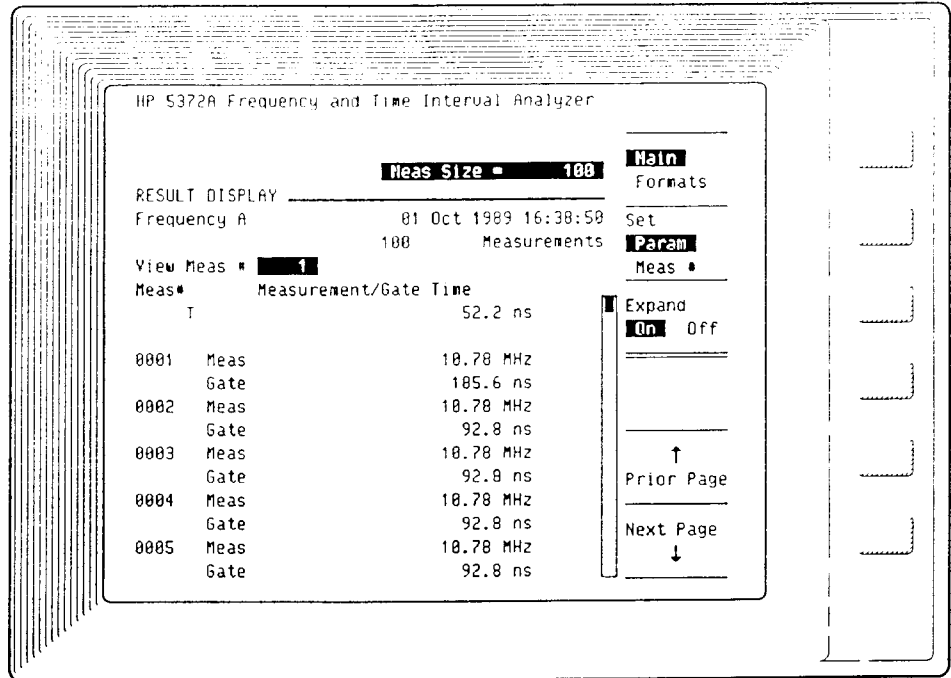 HP 5372A Frequency and Time Interval Analyzer
Meas Size = 100
RESULT DISPLAY
Frequency A 01 Oct 1989 16:38:50
100 Measurements
View Meas # 1
Meas# Measurement/Gate Time
T 52.2 ns
0001 Meas 10.78 MHz
Gate 185.6 ns
0002 Meas 10.78 MHz
Gate 92.8 ns
0003 Meas 10.78 MHz
Gate 92.8 ns
0004 Meas 10.78 MHz
Gate 92.8 ns
0005 Meas 10.78 MHz
Gate 92.8 ns
Main
Formats
Set
Param
Meas #
Expand
On Off
↑
Prior Page
Next Page
↓